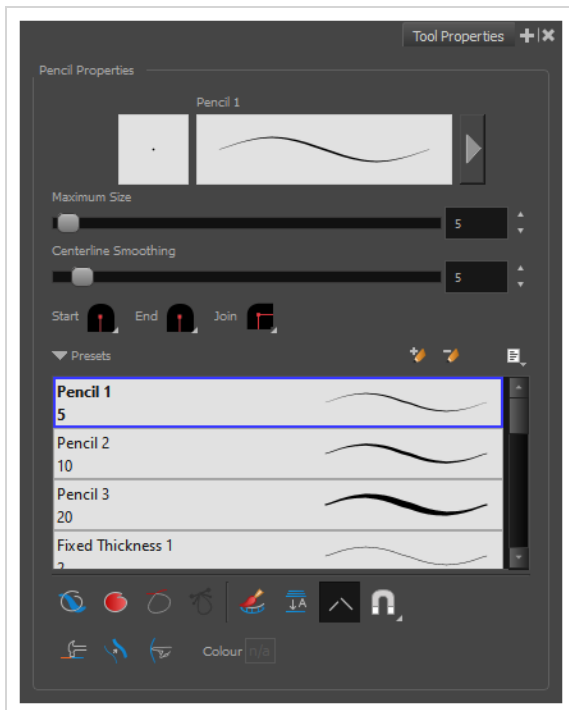 Tool Properties
Pencil Properties
Pencil 1
Maximum Size
5
Centerline Smoothing
5
Start End Join
Presets
Pencil 1
5
Pencil 2
10
Pencil 3
20
Fixed Thickness 1
2
A
Colour n/a